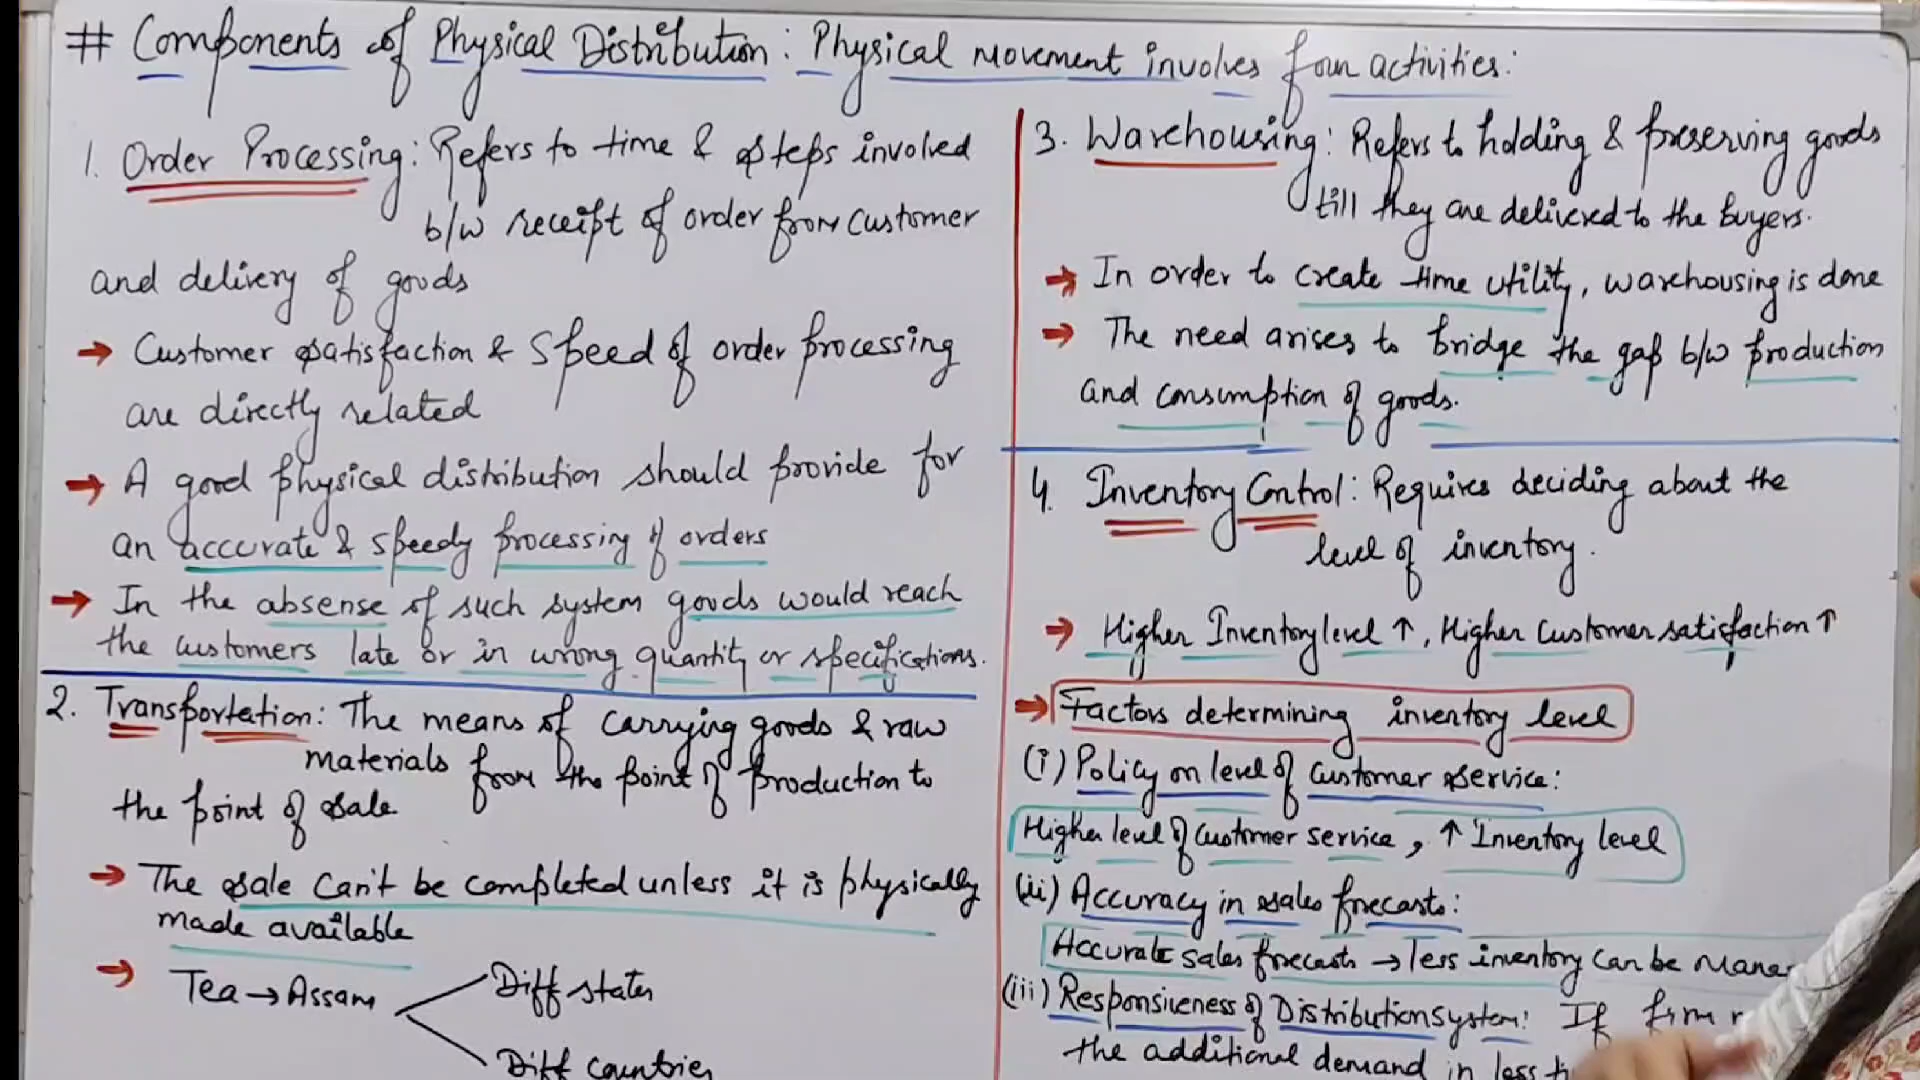 # Components of Physical Distribution: Physical movement involves four activities:
1. Order Processing: Refers to time & steps involved
b/w receipt of order from customer
and delivery of goods
→ Customer satisfaction & speed of order processing
are directly related
→ A good physical distribution should provide for
an accurate & speedy processing of orders
→ In the absense of such system goods would reach
the customers late or in wrong quantity or specifications.
2. Transportation: The means of carrying goods & raw
materials from the point of production to
the point of sale
→ The sale can't be completed unless it is physically
made available
→ Tea → Assam
Diff states
Diff countries
3. Warehousing: Refers to holding & preserving goods
till they are delivered to the buyers.
→ In order to create time utility, warehousing is done
→ The need arises to bridge the gap b/w production
and consumption of goods.
4. Inventory Control: Requires deciding about the
level of inventory.
→ Higher Inventory level ↑, Higher Customer satisfaction ↑
→ Factors determining inventory level
(i) Policy on level of customer service:
Higher level of customer service, ↑ Inventory level
(ii) Accuracy in sales forecasts:
Accurate sales forecasts → less inventory can be
(iii) Responsiveness of Distribution system: If firm
the additional demand in less